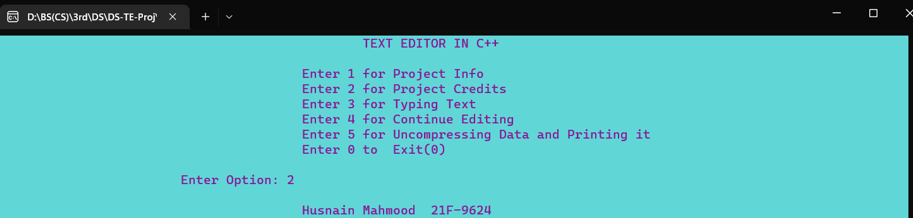 D:\BS(CS)\3rd\DS\DS-TE-Proj
TEXT EDITOR IN C++
Enter 1 for Project Info
Enter 2 for Project Credits
Enter 3 for Typing Text
Enter 4 for Continue Editing
Enter 5 for Uncompressing Data and Printing it
Enter 0 to  Exit(0)
Enter Option: 2
Husnain Mahmood  21F-9624